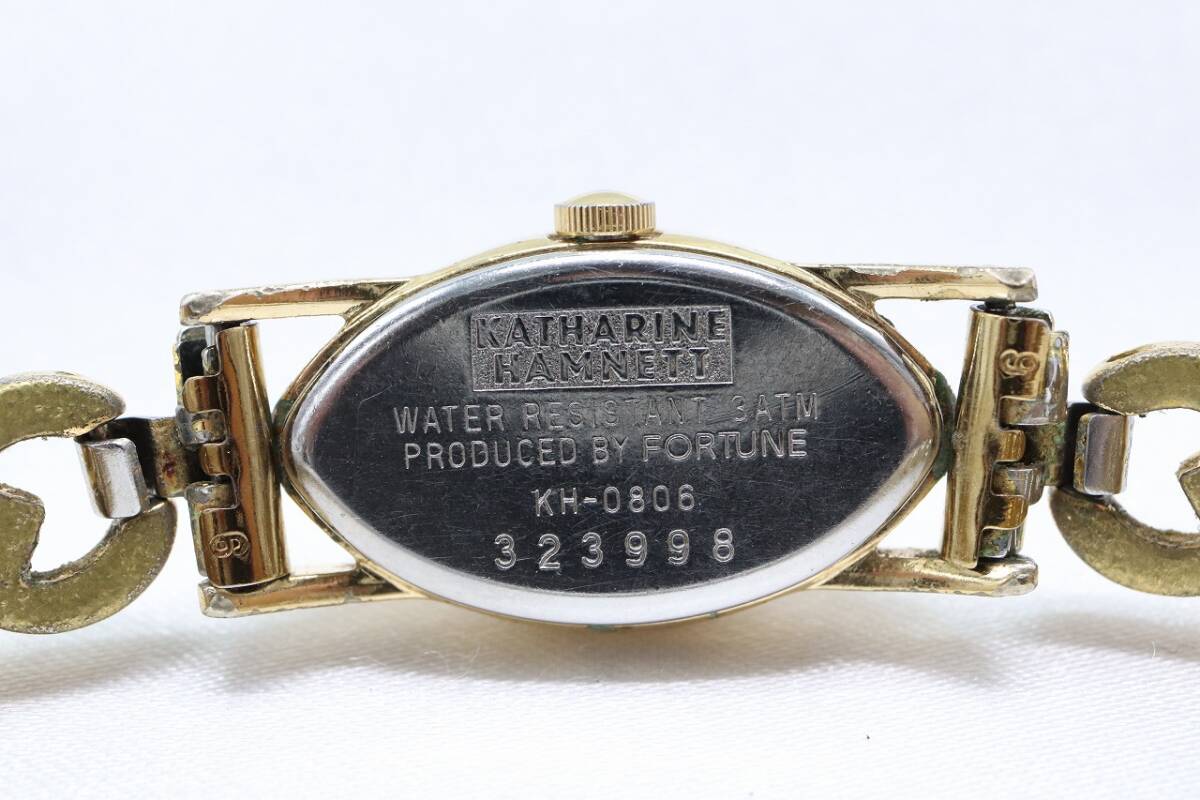 KATHARINE
HAMNETT
WATER RESISTANT 3ATM
PRODUCED BY FORTUNE
KH-0806
323998